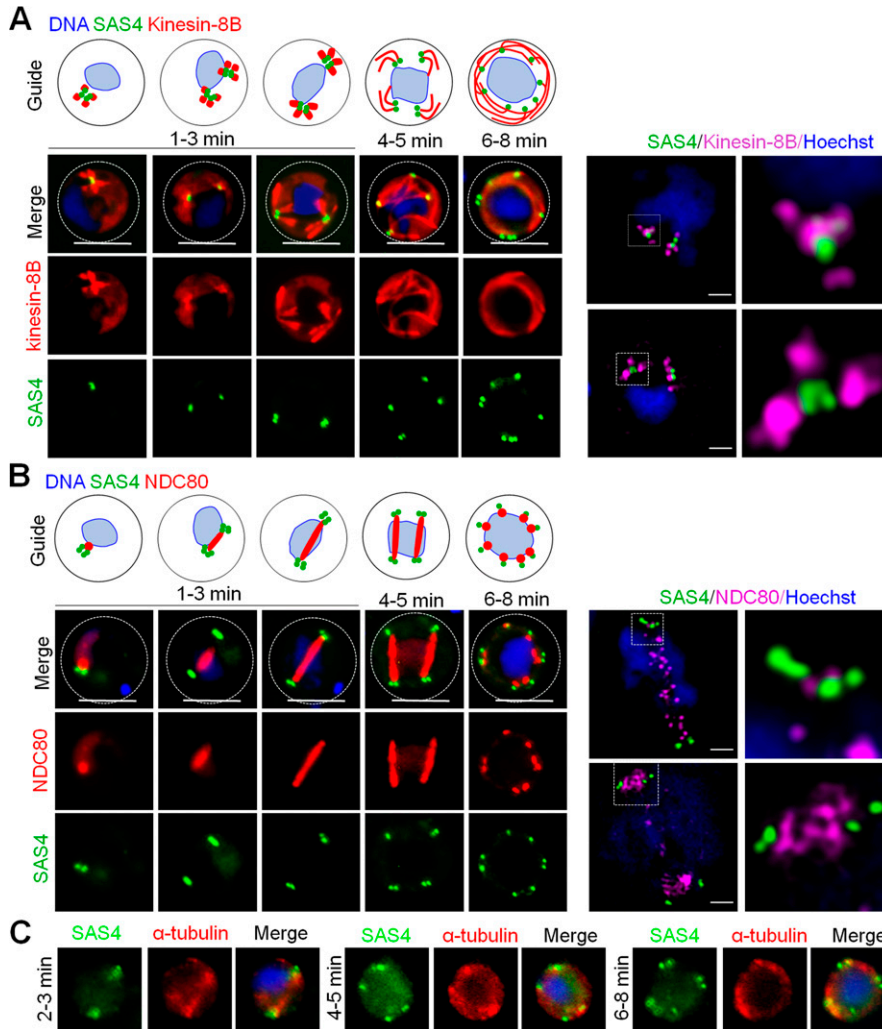 A
DNA SAS4 Kinesin-8B
Guide
1-3 min
4-5 min
6-8 min
SAS4/Kinesin-8B/Hoechst
Merge
kinesin-8B
SAS4
B
DNA SAS4 NDC80
Guide
1-3 min
4-5 min
6-8 min
SAS4/NDC80/Hoechst
Merge
NDC80
SAS4
C
SAS4 α-tubulin Merge SAS4 α-tubulin Merge SAS4 α-tubulin Merge
2-3 min
4-5 min
6-8 min